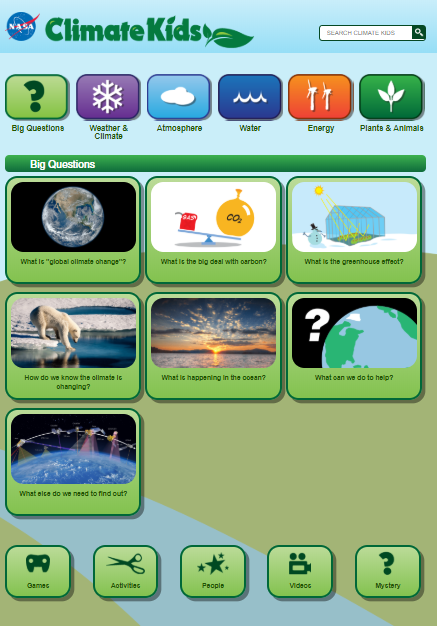 NASA
ClimateKids
SEARCH CLIMATE KIDS
Big Questions
Weather &
Climate
Atmosphere
Water
Energy
Plants & Animals
Big Questions
GAS
CO₂
What is "global climate change"?
What is the big deal with carbon?
What is the greenhouse effect?
?
How do we know the climate is
changing?
What is happening in the ocean?
What can we do to help?
What else do we need to find out?
Games
Activities
People
Videos
Mystery